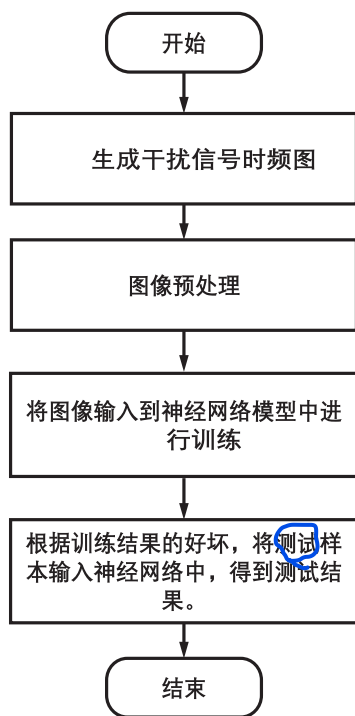 开始
生成干扰信号时频图
图像预处理
将图像输入到神经网络模型中进
行训练
根据训练结果的好坏，将测试样
本输入神经网络中，得到测试结
果。
结束